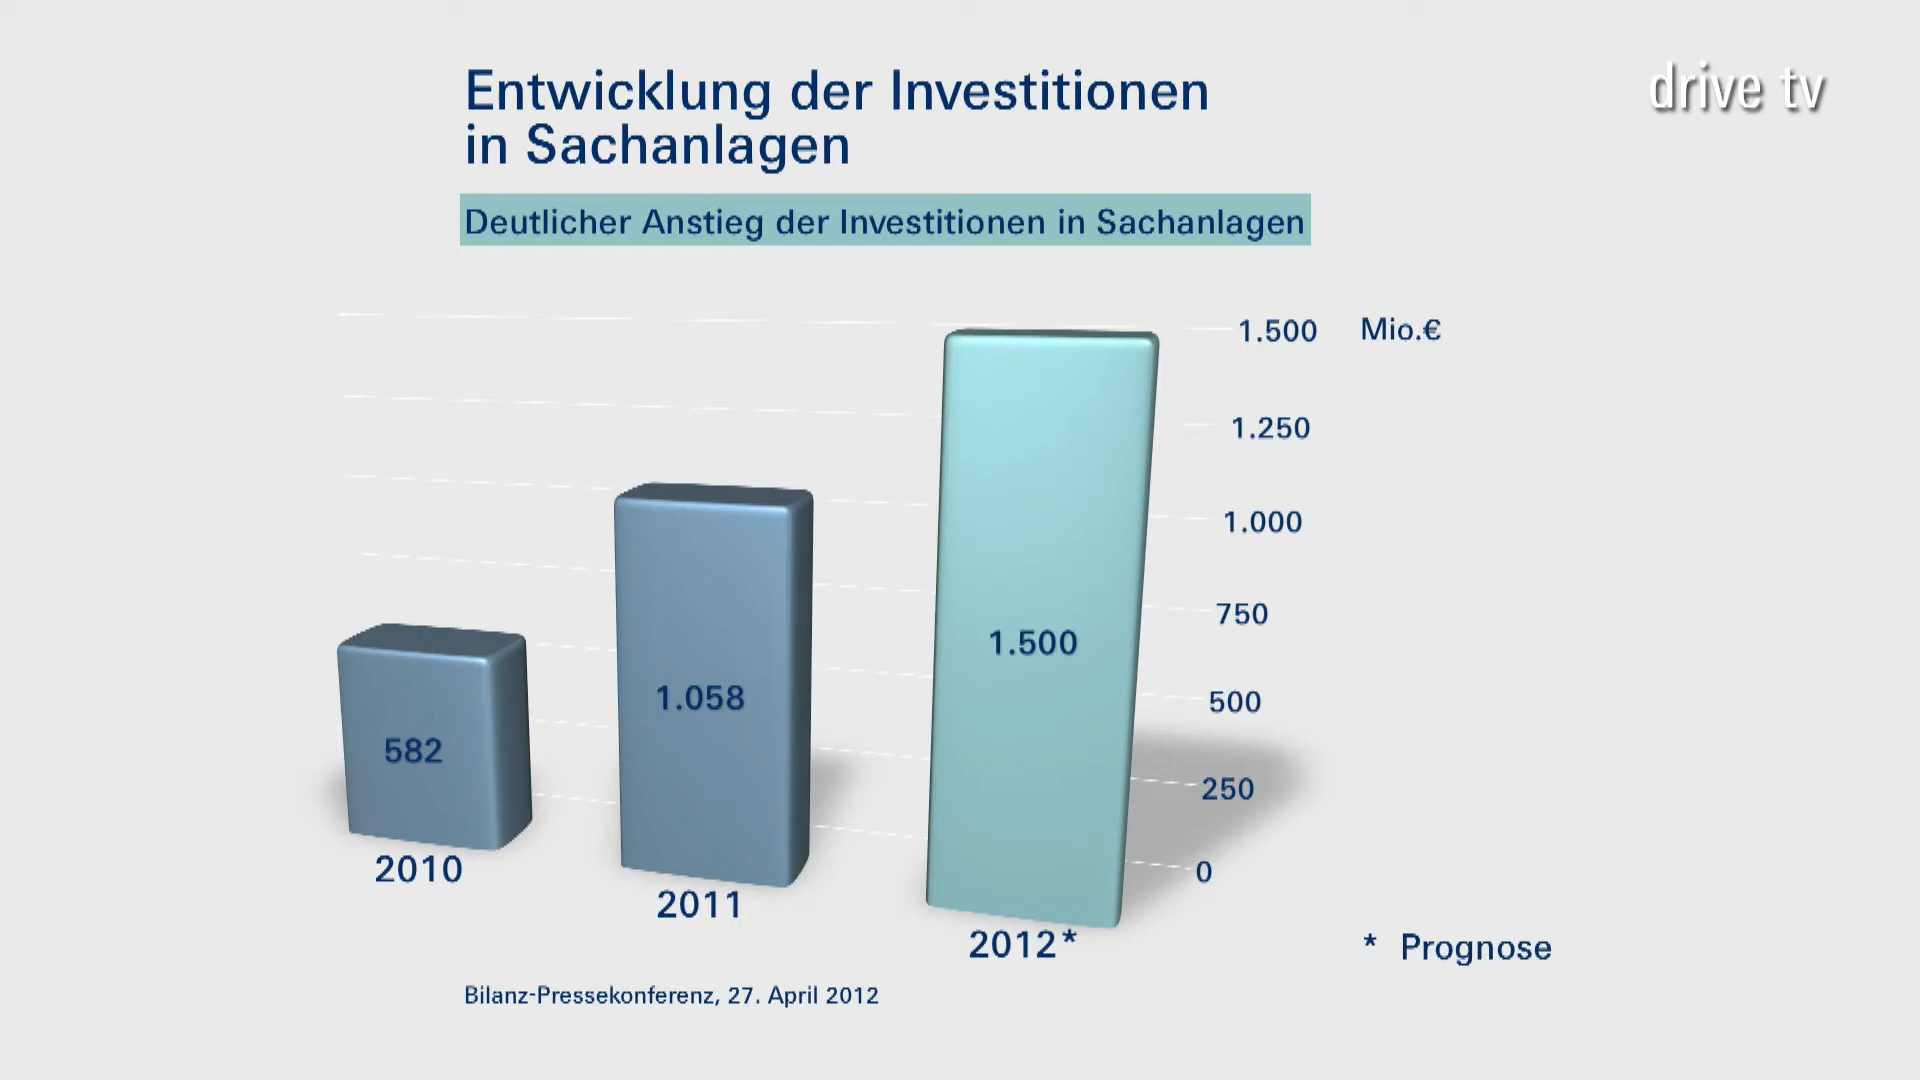 drive tv
Entwicklung der Investitionen
in Sachanlagen
Deutlicher Anstieg der Investitionen in Sachanlagen
1.500 Mio.€
1.250
1.000
750
500
250
0
582
1.058
1.500
2010
2011
2012*
* Prognose
Bilanz-Pressekonferenz, 27. April 2012